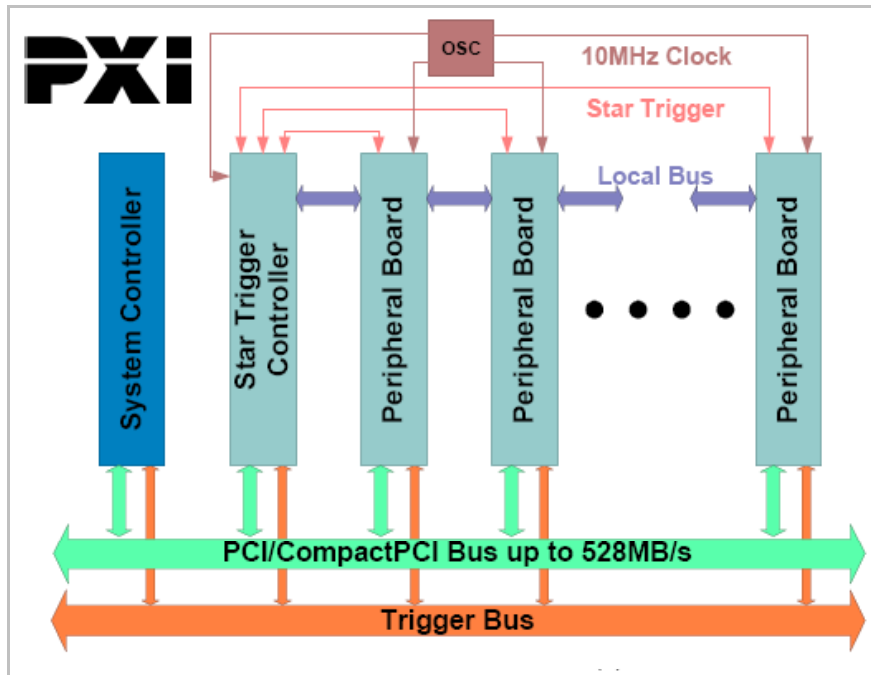 PXI
OSC
10MHz Clock
Star Trigger
Local Bus
System Controller
Star Trigger
Controller
Peripheral Board
Peripheral Board
Peripheral Board
PCI/CompactPCI Bus up to 528MB/s
Trigger Bus